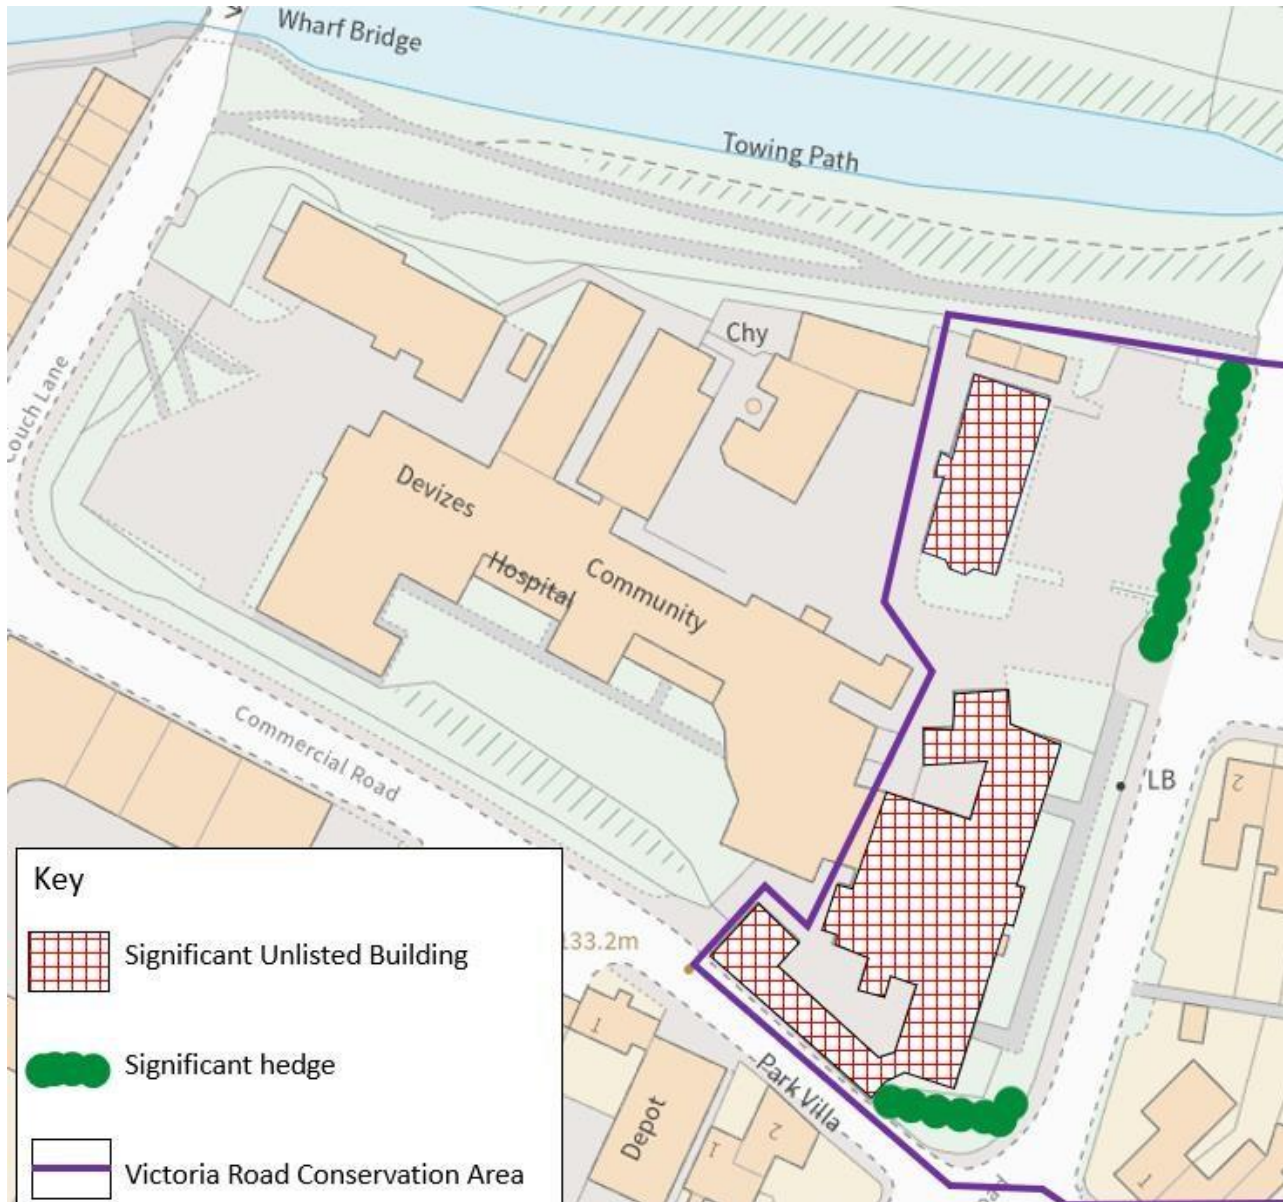 Wharf Bridge
Towing Path
Chy
Couch Lane
Devizes
Hospital
Community
Commercial Road
LB
2
133.2m
1
Park Villa
Depot
2
1
1
Key
Significant Unlisted Building
Significant hedge
Victoria Road Conservation Area